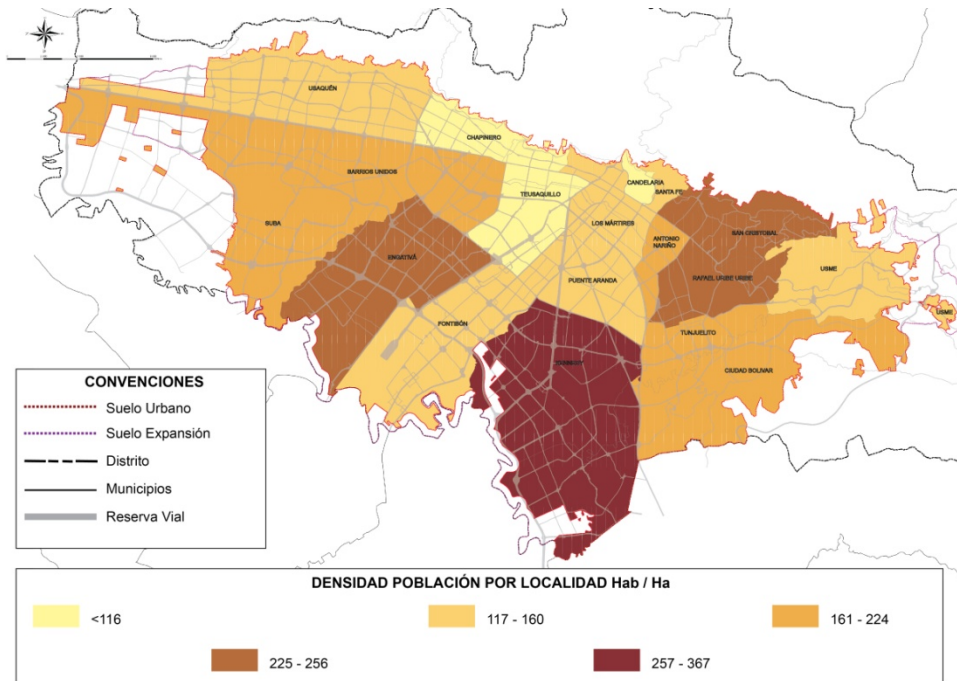 USAQUÉN
CHAPINERO
CANDELARIA
SANTA FE
BARRIOS UNIDOS
TEUSAQUILLO
LOS MÁRTIRES
SUBA
ANTONIO
NARIÑO
SAN CRISTOBAL
ENGATIVÁ
RAFAEL URIBE URIBE
USME
PUENTE ARANDA
FONTIBÓN
USME
TUNJUELITO
CIUDAD BOLIVAR
CONVENCIONES
Suelo Urbano
Suelo Expansión
Distrito
Municipios
Reserva Vial
DENSIDAD POBLACIÓN POR LOCALIDAD Hab / Ha
<116
117 - 160
161 - 224
225 - 256
257 - 367